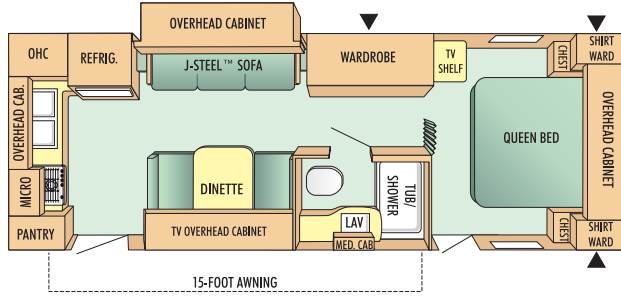 OVERHEAD CABINET
OHC
REFRIG.
J-STEEL™ SOFA
WARDROBE
TV
SHELF
CHEST
SHIRT
WARD
OVERHEAD CAB.
MICRO
PANTRY
DINETTE
TV OVERHEAD CABINET
TUB/
SHOWER
LAV
MED. CAB
QUEEN BED
OVERHEAD CABINET
CHEST
SHIRT
WARD
15-FOOT AWNING